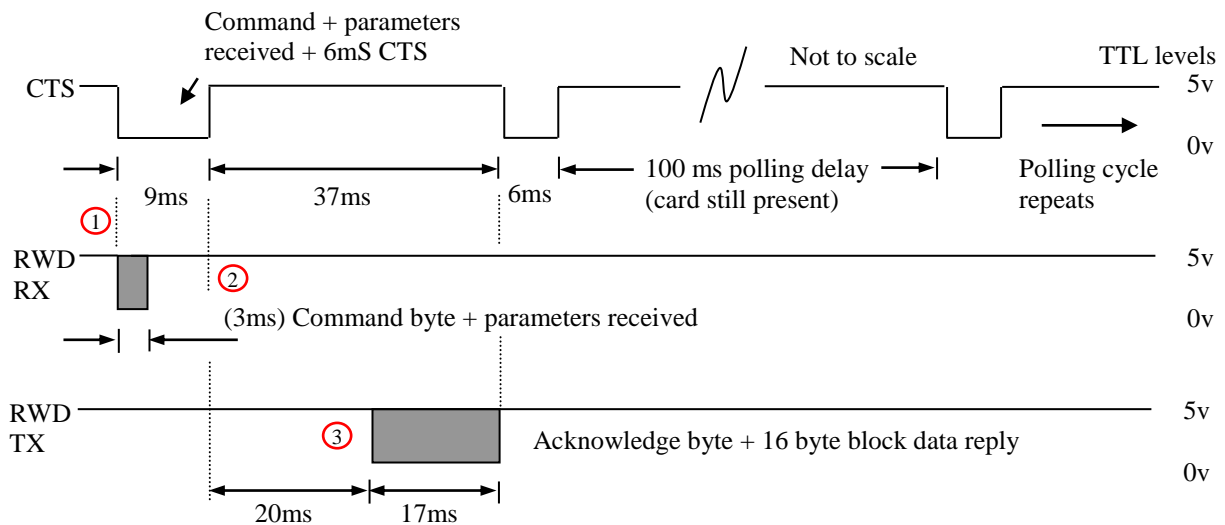 Command + parameters
received + 6mS CTS
Not to scale
TTL levels
CTS
5v
0v
9ms
37ms
6ms
100 ms polling delay
(card still present)
Polling cycle
repeats
1
RWD
RX
5v
2
(3ms) Command byte + parameters received
0v
RWD
TX
5v
3
Acknowledge byte + 16 byte block data reply
0v
20ms
17ms